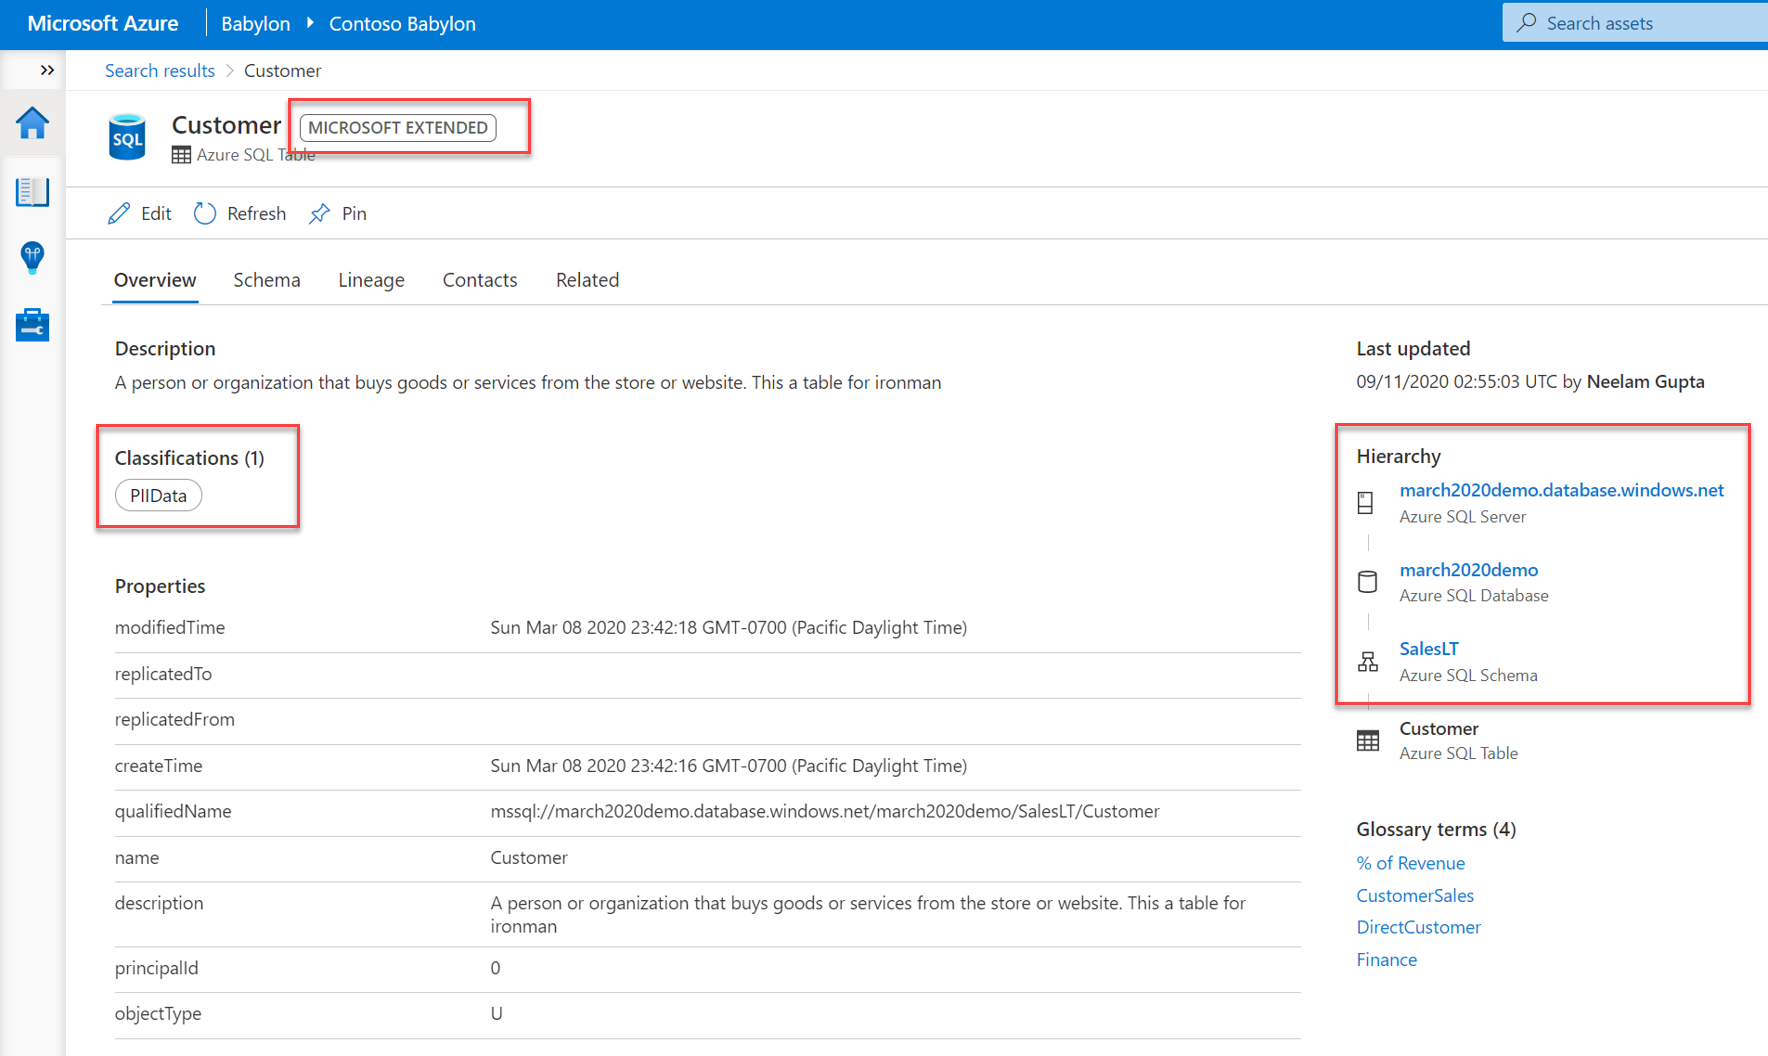 Microsoft Azure
Babylon
Contoso Babylon
Search assets
Search results
Customer
SQL
Customer
MICROSOFT EXTENDED
Azure SQL Table
Edit
Refresh
Pin
Overview
Schema
Lineage
Contacts
Related
Description
A person or organization that buys goods or services from the store or website. This a table for ironman
Classifications (1)
PIIData
Properties
modifiedTime Sun Mar 08 2020 23:42:18 GMT-0700 (Pacific Daylight Time)
replicatedTo
replicatedFrom
createTime Sun Mar 08 2020 23:42:16 GMT-0700 (Pacific Daylight Time)
qualifiedName mssql://march2020demo.database.windows.net/march2020demo/SalesLT/Customer
name Customer
description A person or organization that buys goods or services from the store or website. This a table for
ironman
principalId 0
objectType U
Last updated
09/11/2020 02:55:03 UTC by Neelam Gupta
Hierarchy
march2020demo.database.windows.net
Azure SQL Server
march2020demo
Azure SQL Database
SalesLT
Azure SQL Schema
Customer
Azure SQL Table
Glossary terms (4)
% of Revenue
CustomerSales
DirectCustomer
Finance